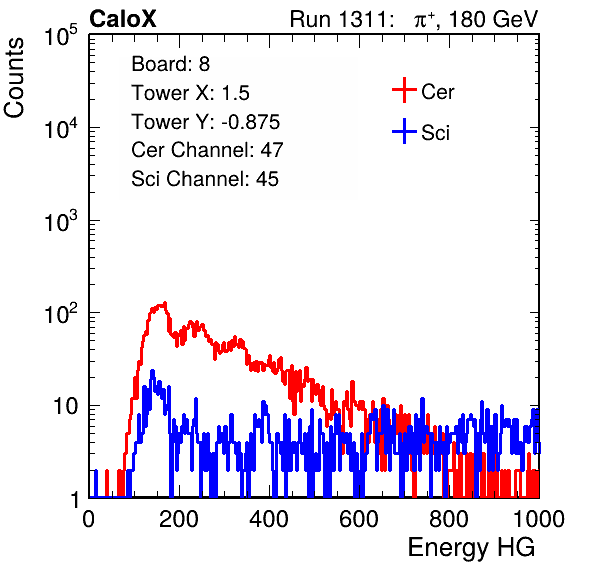 CaloX Run 1311: π⁺, 180 GeV
Counts
Board: 8
Tower X: 1.5
Tower Y: -0.875
Cer Channel: 47
Sci Channel: 45
Cer
Sci
10⁵
10⁴
10³
10²
10
1
0 200 400 600 800 1000
Energy HG